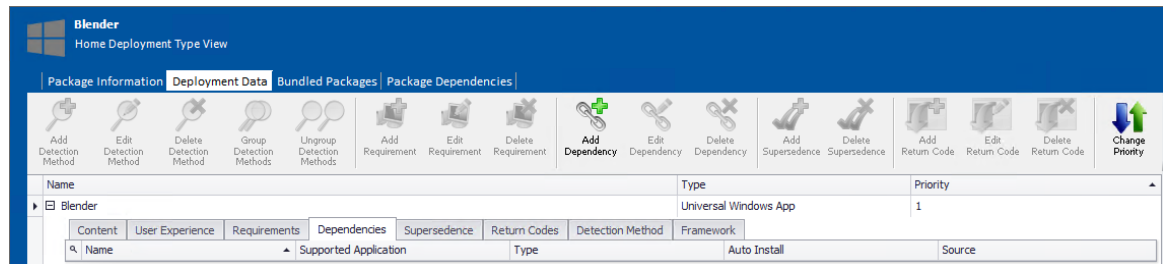 Blender
Home Deployment Type View
Package Information Deployment Data Bundled Packages Package Dependencies
Add Detection Method
Edit Detection Method
Delete Detection Method
Group Detection Methods
Ungroup Detection Methods
Add Requirement
Edit Requirement
Delete Requirement
Add Dependency
Edit Dependency
Delete Dependency
Add Supersedence
Delete Supersedence
Add Return Code
Edit Return Code
Delete Return Code
Change Priority
Name Type Priority
Blender Universal Windows App 1
Content User Experience Requirements Dependencies Supersedence Return Codes Detection Method Framework
Name Supported Application Type Auto Install Source